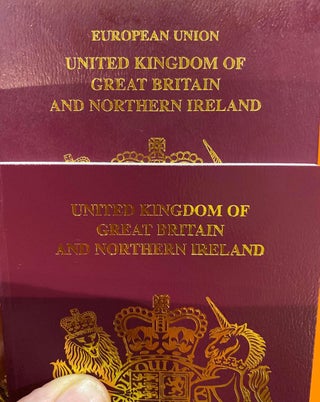 EUROPEAN UNION
UNITED KINGDOM OF
GREAT BRITAIN
AND NORTHERN IRELAND
UNITED KINGDOM OF
GREAT BRITAIN
AND NORTHERN IRELAND